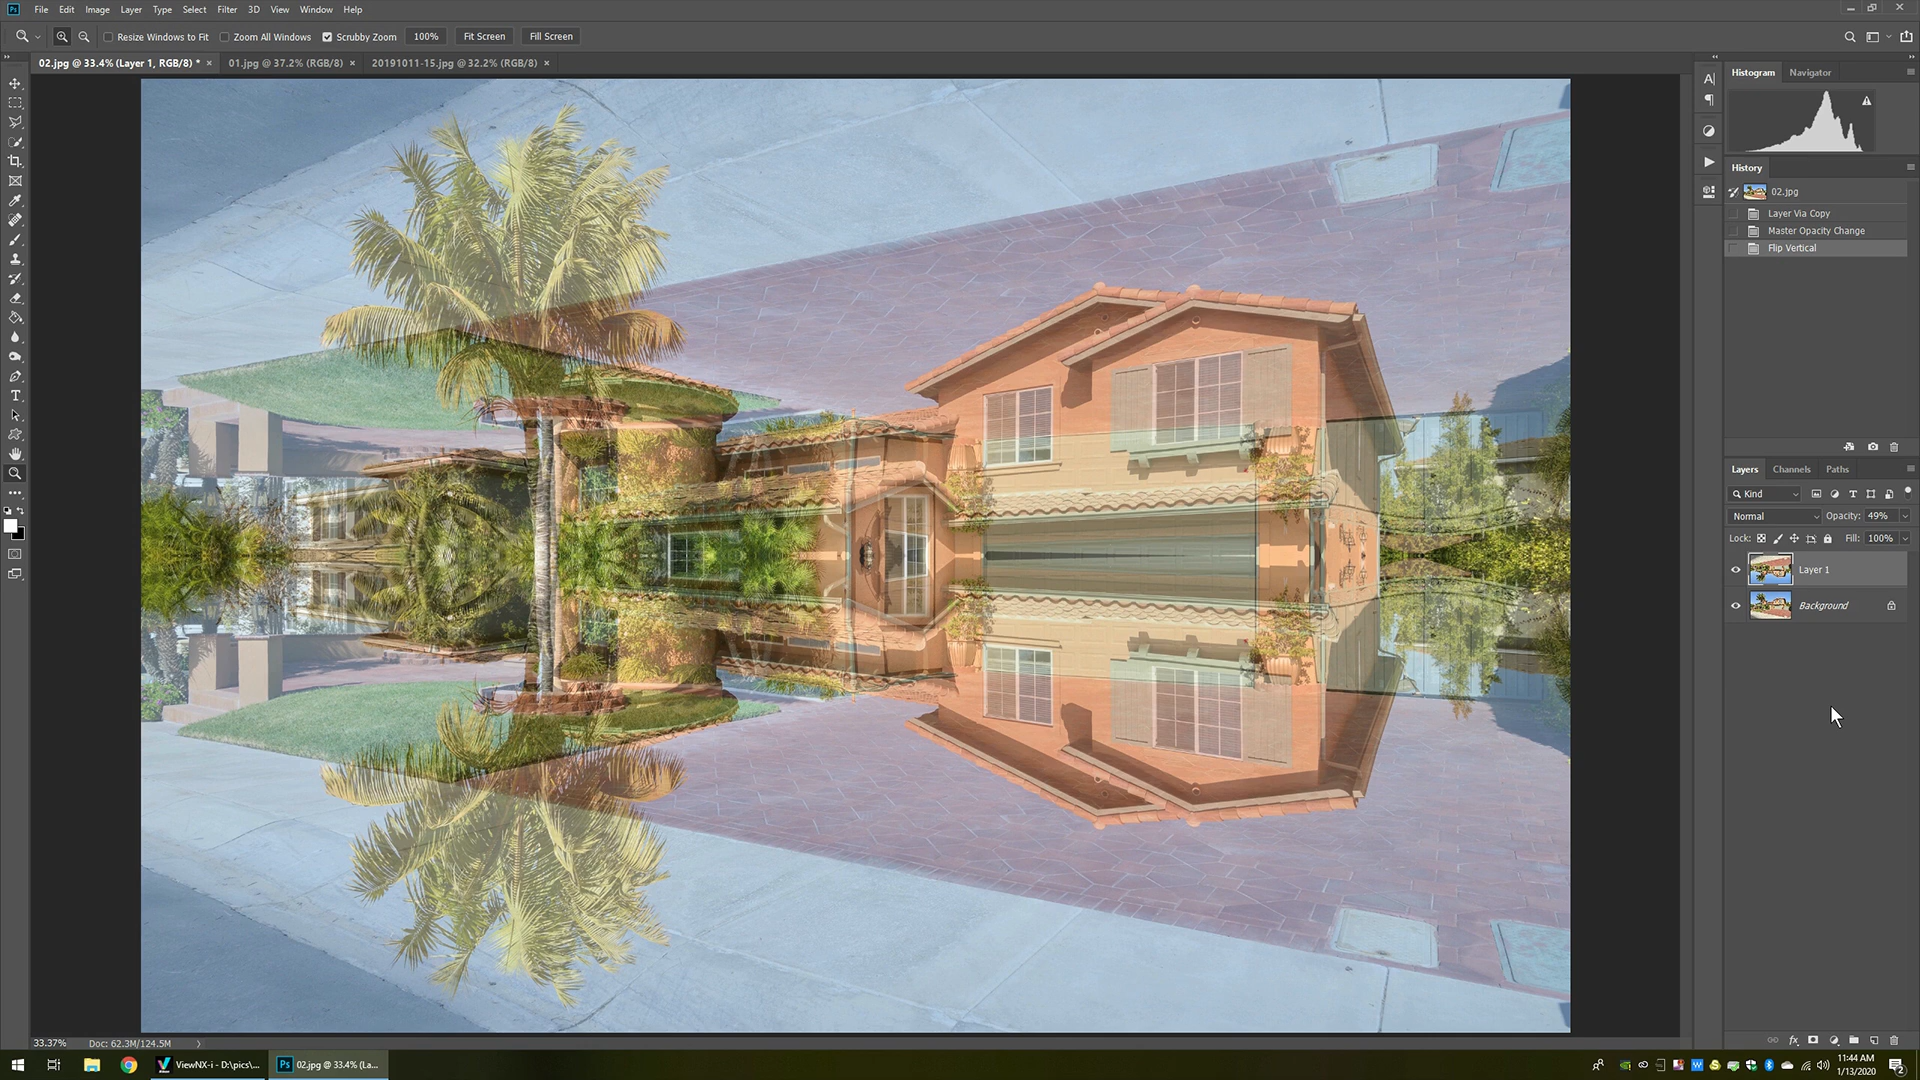 Ps File Edit Image Layer Type Select Filter 3D View Window Help
Resize Windows to Fit Zoom All Windows Scrubby Zoom 100% Fit Screen Fill Screen
02.jpg @ 33.4% (Layer 1, RGB/8) * × 01.jpg @ 37.2% (RGB/8) × 20191011-15.jpg @ 32.2% (RGB/8) ×
Histogram Navigator
History
02.jpg
Layer Via Copy
Master Opacity Change
Flip Vertical
Layers Channels Paths
Kind
Normal Opacity: 49%
Lock: Fill: 100%
Layer 1
Background
33.37% Doc: 62.3M/124.5M
ViewNX-i - D:\pics\... Ps 02.jpg @ 33.4% (La...
11:44 AM
1/13/2020
2